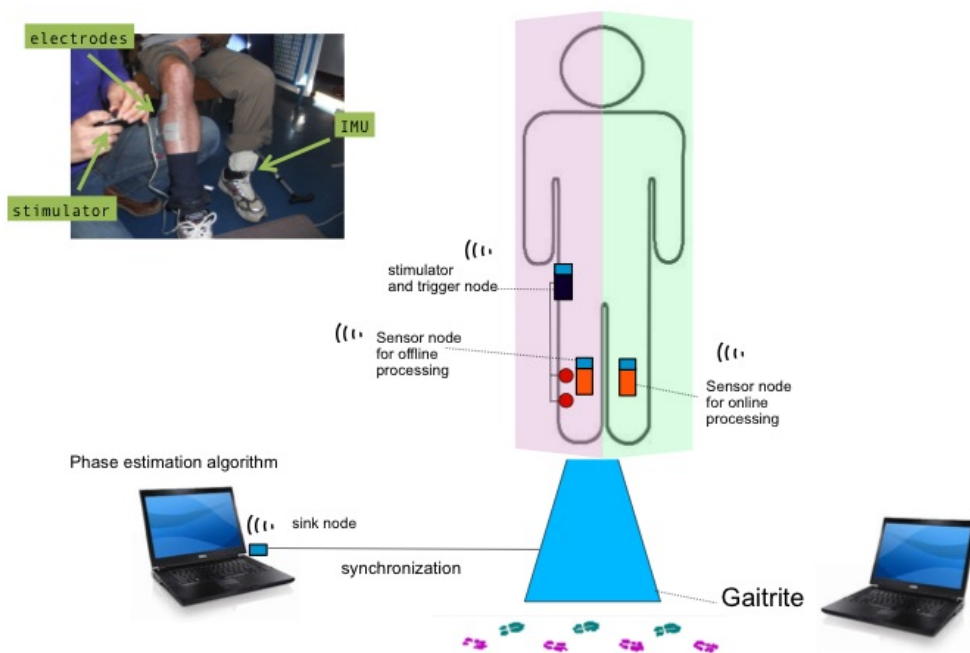 electrodes
IMU
stimulator
stimulator
and trigger node
Sensor node
for offline
processing
Sensor node
for online
processing
Phase estimation algorithm
sink node
synchronization
Gaitrite